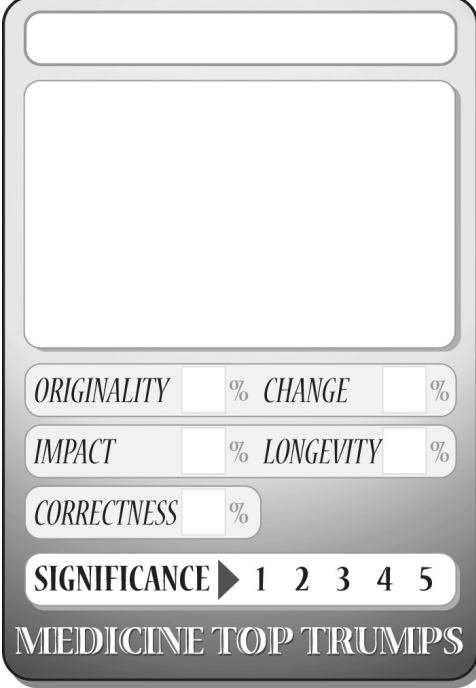 ORIGINALITY % CHANGE %
IMPACT % LONGEVITY %
CORRECTNESS %
SIGNIFICANCE 1 2 3 4 5
MEDICINE TOP TRUMPS